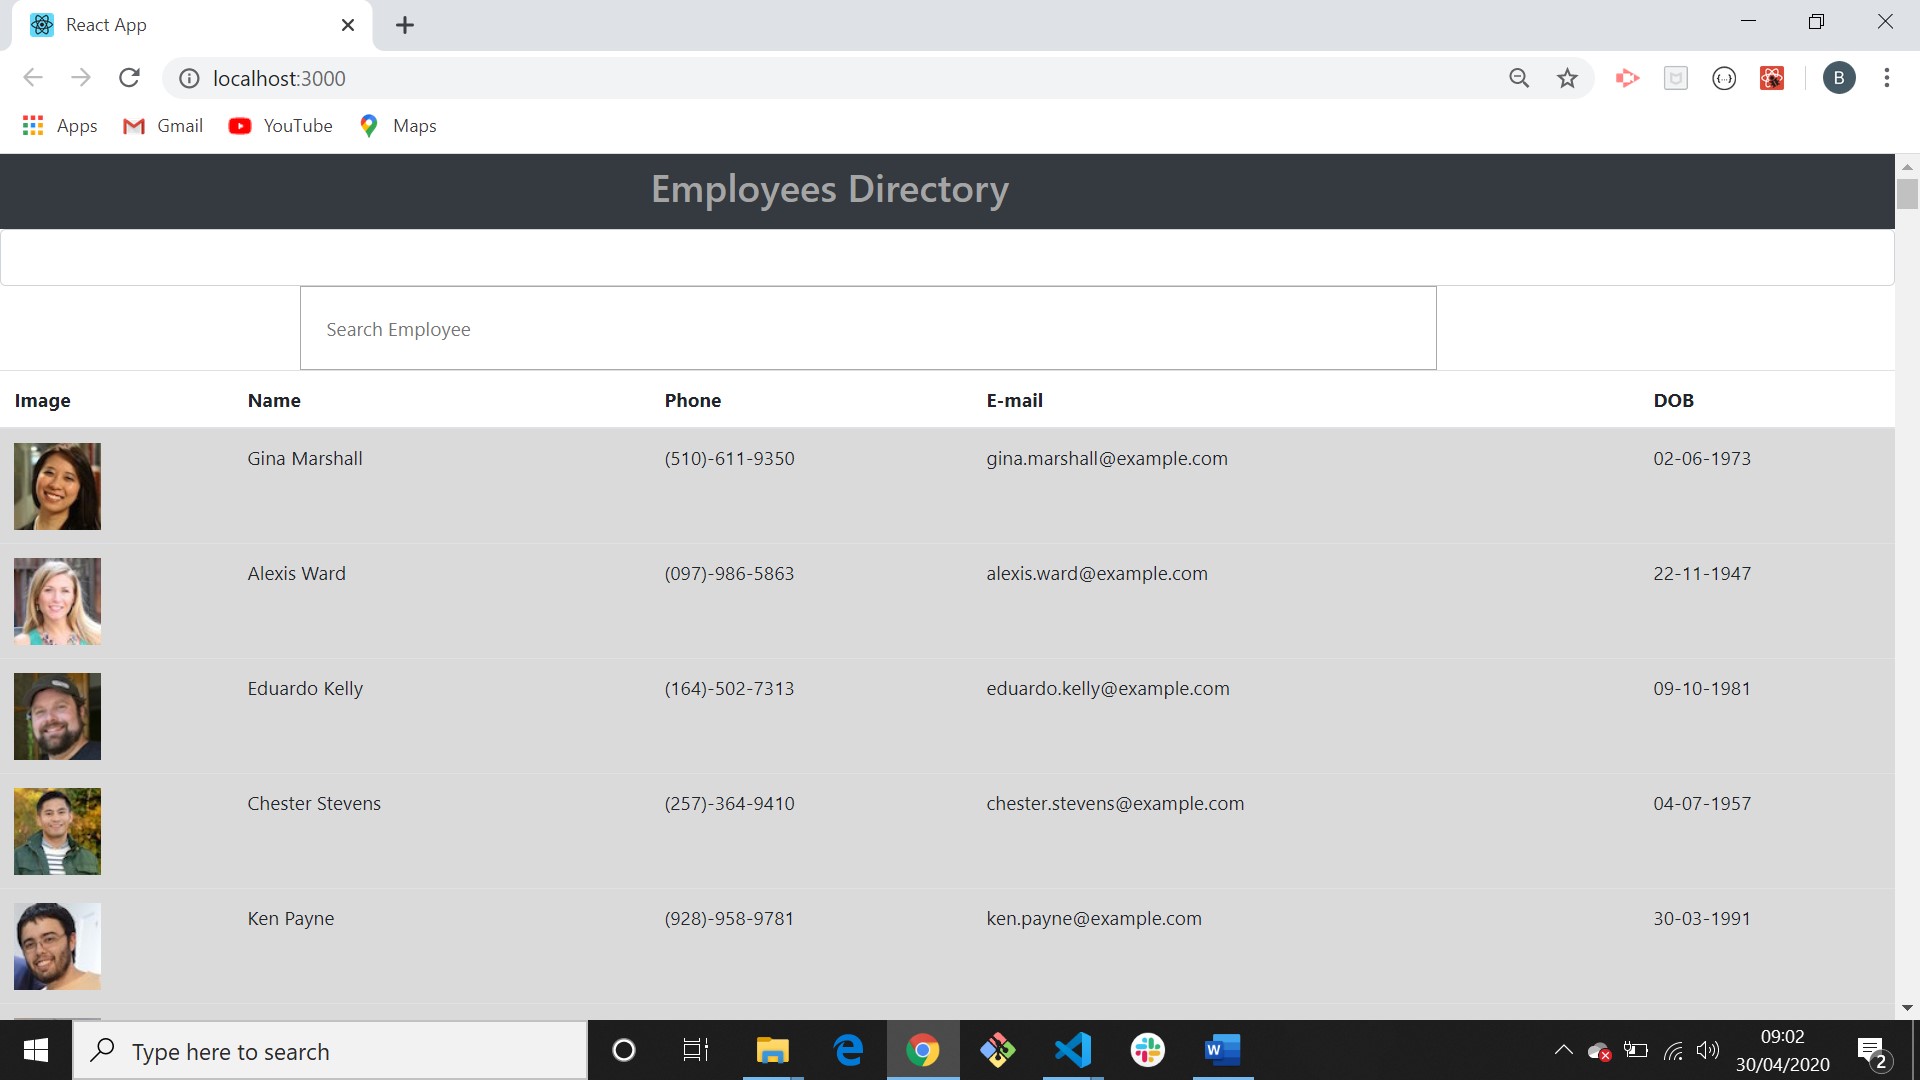 React App
localhost:3000
B
Apps Gmail YouTube Maps
Employees Directory
Search Employee
Image Name Phone E-mail DOB
Gina Marshall (510)-611-9350 gina.marshall@example.com 02-06-1973
Alexis Ward (097)-986-5863 alexis.ward@example.com 22-11-1947
Eduardo Kelly (164)-502-7313 eduardo.kelly@example.com 09-10-1981
Chester Stevens (257)-364-9410 chester.stevens@example.com 04-07-1957
Ken Payne (928)-958-9781 ken.payne@example.com 30-03-1991
Type here to search
W
09:02
30/04/2020
2